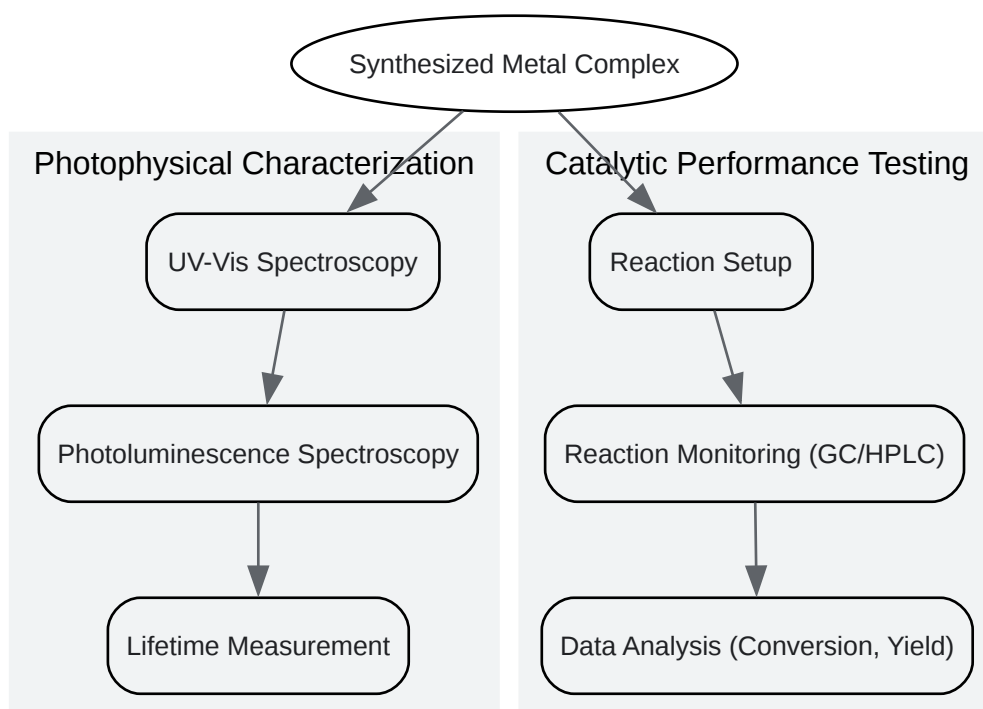 Synthesized Metal Complex
Photophysical Characterization
UV-Vis Spectroscopy
Photoluminescence Spectroscopy
Lifetime Measurement
Catalytic Performance Testing
Reaction Setup
Reaction Monitoring (GC/HPLC)
Data Analysis (Conversion, Yield)